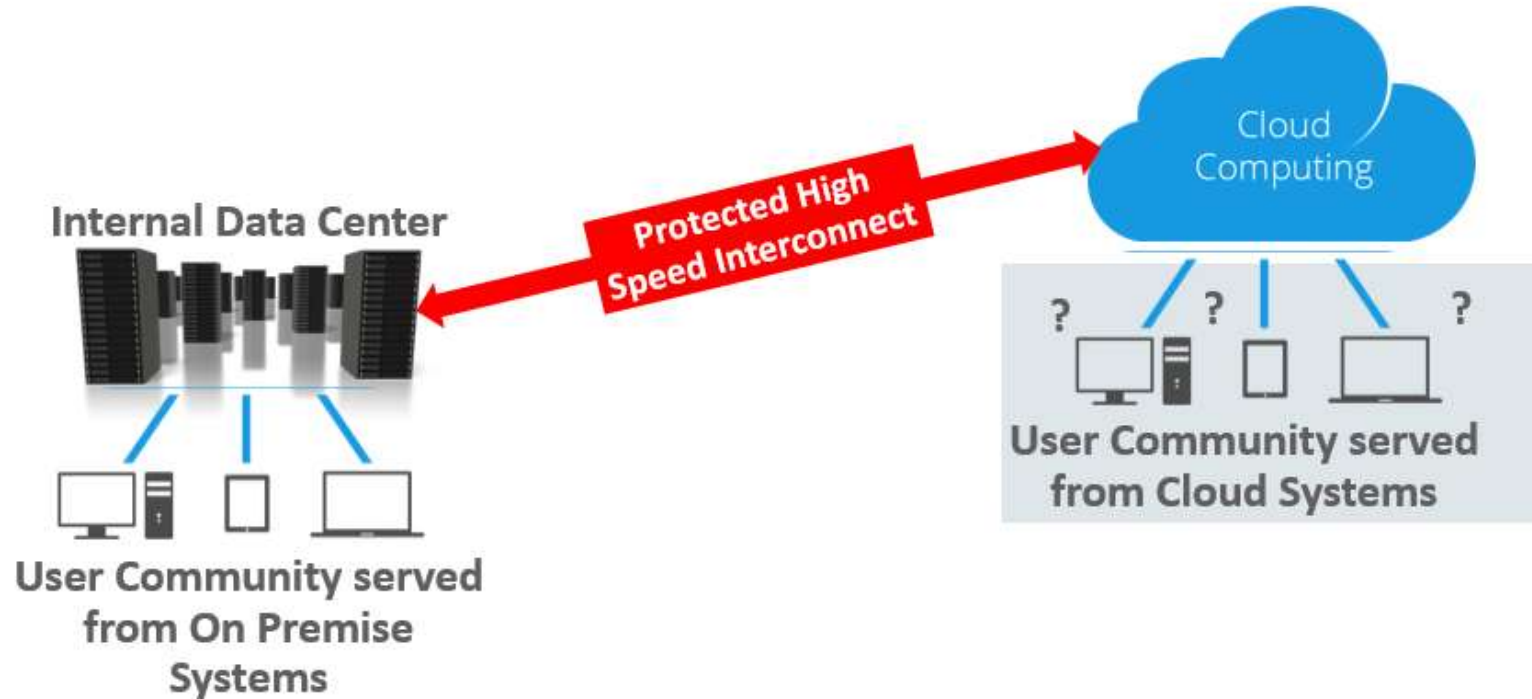 Internal Data Center
Protected High
Speed Interconnect
Cloud
Computing
?
?
?
User Community served
from Cloud Systems
User Community served
from On Premise
Systems